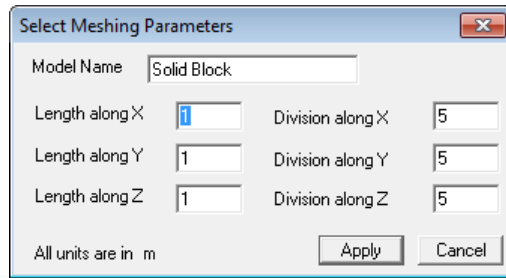 Select Meshing Parameters
Model Name Solid Block
Length along X 1 Division along X 5
Length along Y 1 Division along Y 5
Length along Z 1 Division along Z 5
All units are in m Apply Cancel